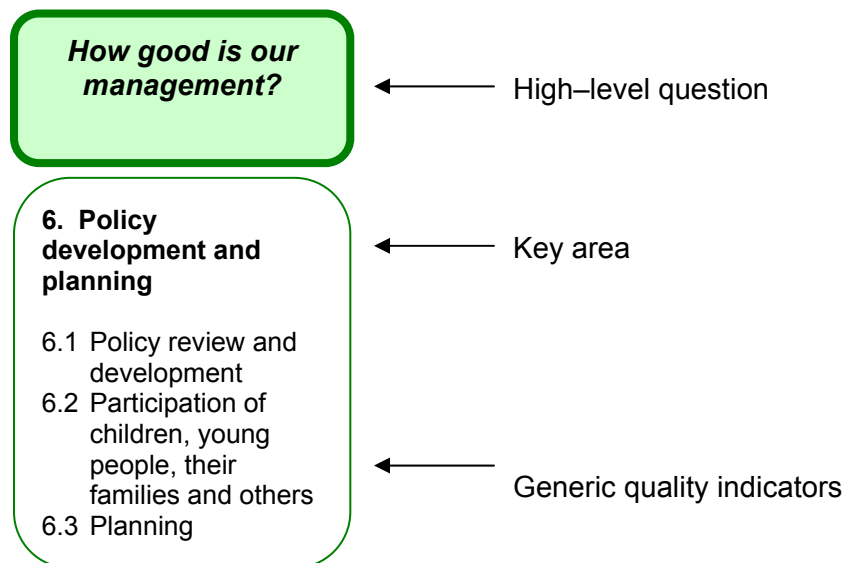 How good is our
management?
High–level question
6. Policy
development and
planning
Key area
6.1 Policy review and
development
6.2 Participation of
children, young
people, their
families and others
6.3 Planning
Generic quality indicators